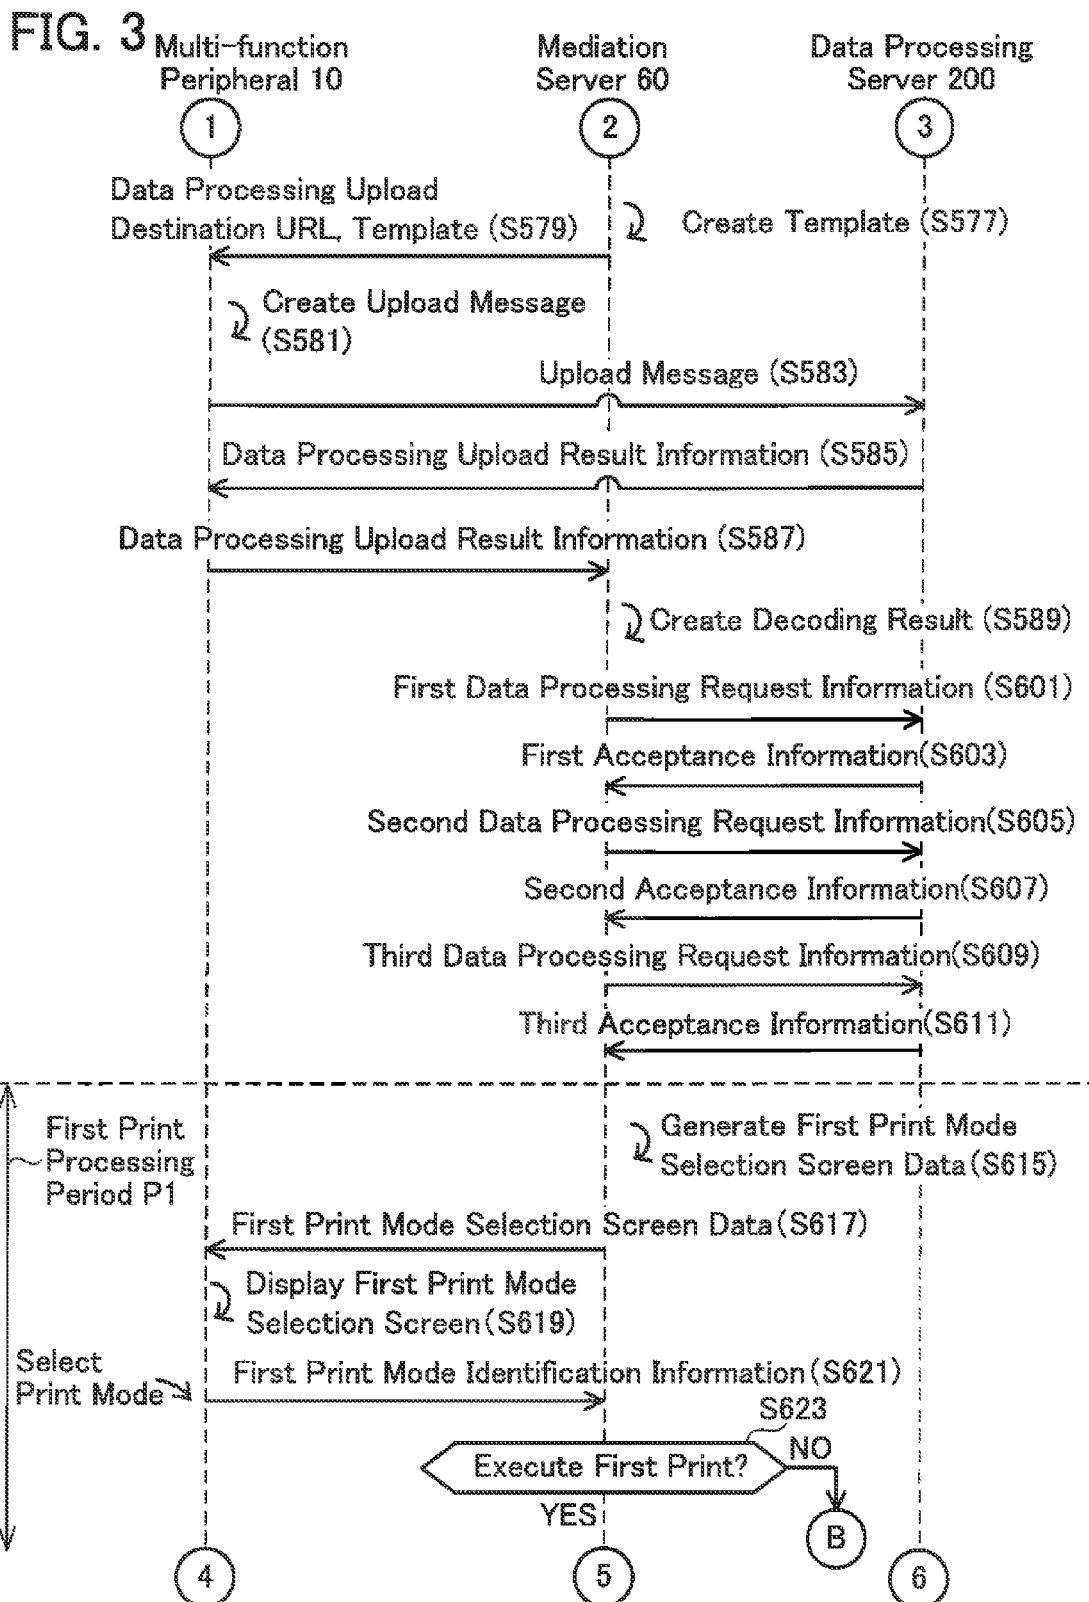 FIG. 3
Multi-function
Peripheral 10
Mediation
Server 60
Data Processing
Server 200
1
2
3
Data Processing Upload
Destination URL, Template (S579)
Create Template (S577)
Create Upload Message
(S581)
Upload Message (S583)
Data Processing Upload Result Information (S585)
Data Processing Upload Result Information (S587)
Create Decoding Result (S589)
First Data Processing Request Information (S601)
First Acceptance Information(S603)
Second Data Processing Request Information(S605)
Second Acceptance Information(S607)
Third Data Processing Request Information(S609)
Third Acceptance Information(S611)
First Print
Processing
Period P1
Generate First Print Mode
Selection Screen Data(S615)
First Print Mode Selection Screen Data(S617)
Display First Print Mode
Selection Screen(S619)
Select
Print Mode
First Print Mode Identification Information(S621)
S623
Execute First Print?
NO
YES
B
4
5
6